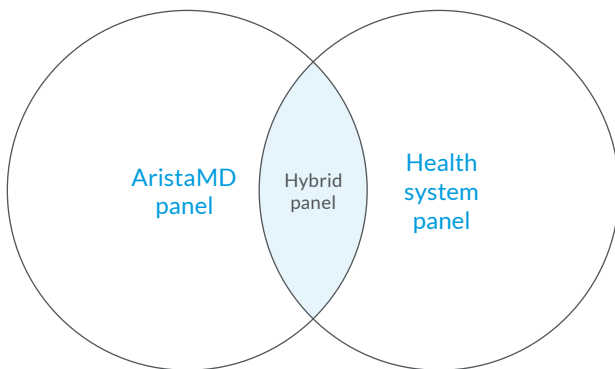 AristaMD
panel
Hybrid
panel
Health
system
panel